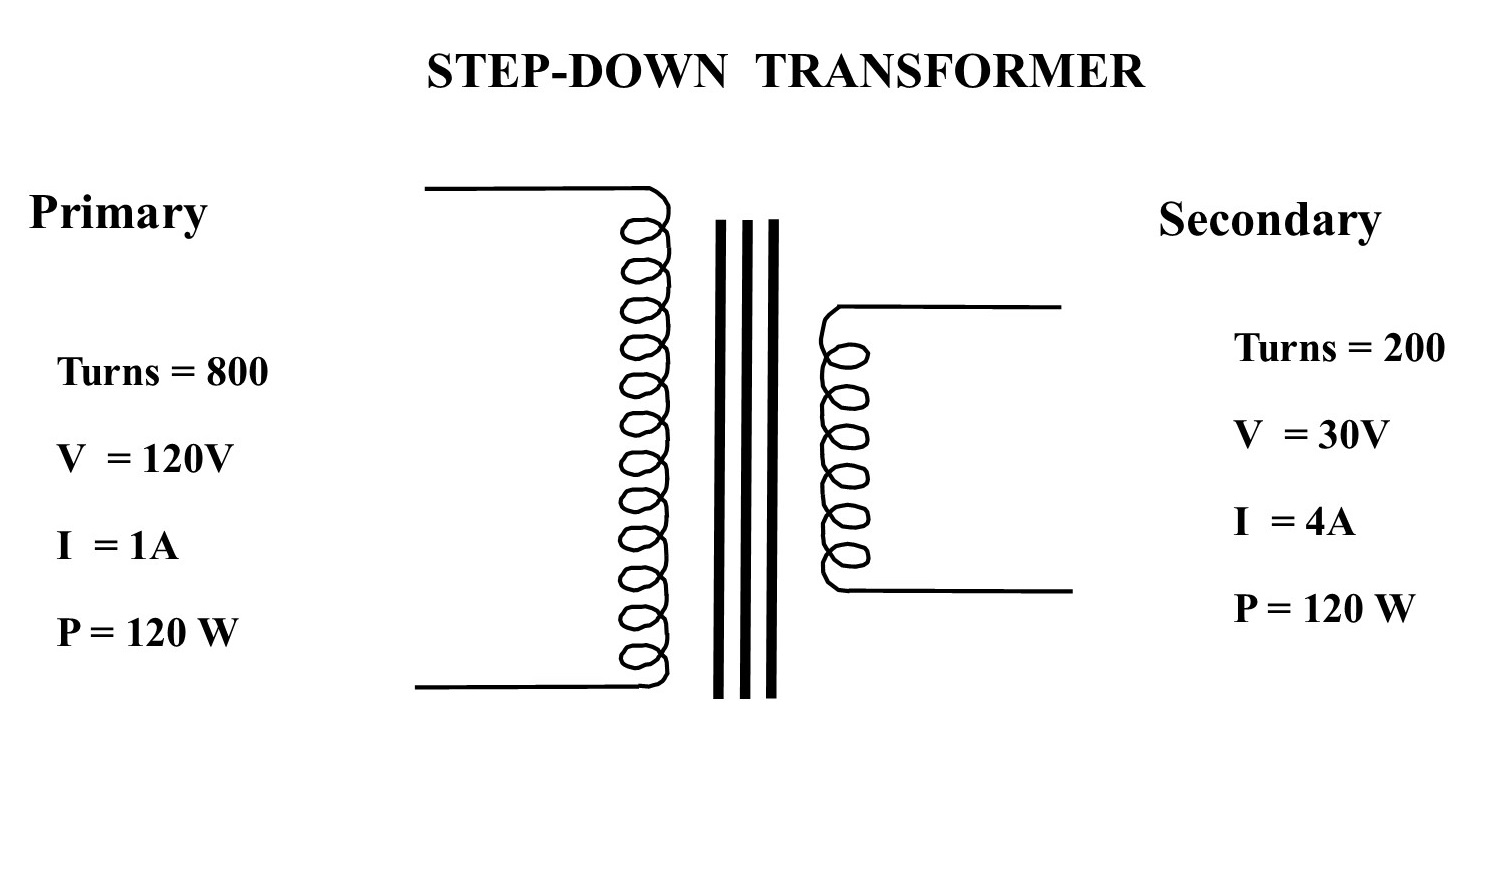 STEP-DOWN TRANSFORMER
Primary
Turns = 800
V = 120V
I = 1A
P = 120 W
Secondary
Turns = 200
V = 30V
I = 4A
P = 120 W